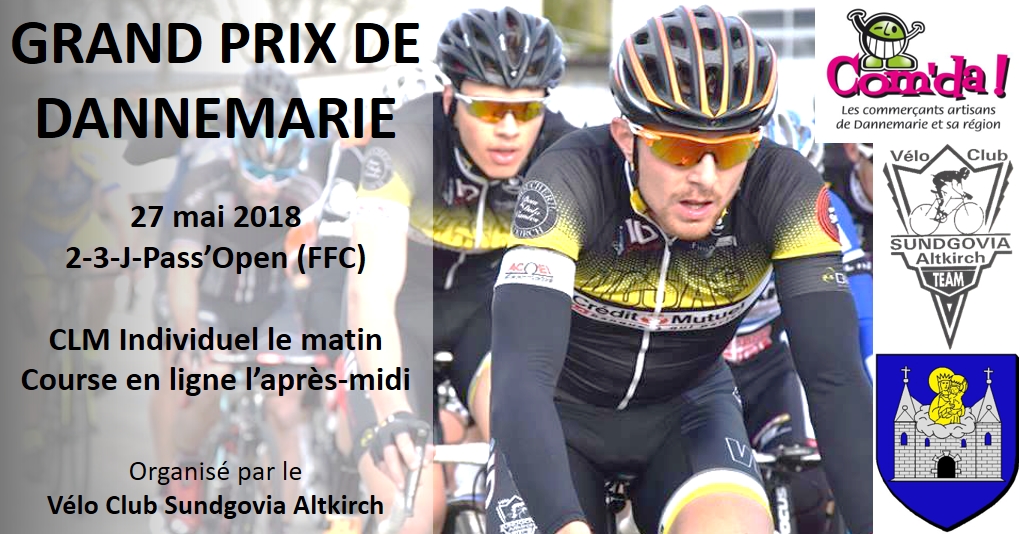 GRAND PRIX DE
DANNEMARIE
27 mai 2018
2-3-J-Pass'Open (FFC)
CLM Individuel le matin
Course en ligne l'après-midi
Organisé par le
Vélo Club Sundgovia Altkirch
Com'da !
Les commerçants artisans
de Dannemarie et sa région
Vélo Club
SUNDGOVIA
Altkirch
TEAM
Crédit Mutuel